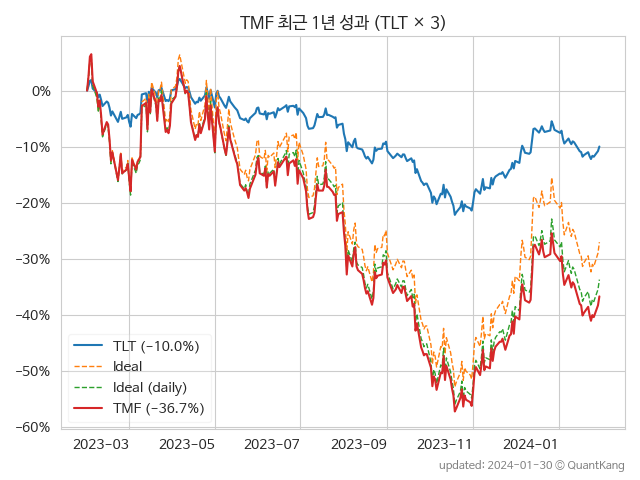 TMF 최근 1년 성과 (TLT × 3)
0%
−10%
−20%
−30%
−40%
−50%
−60%
TLT (−10.0%)
Ideal
Ideal (daily)
TMF (−36.7%)
2023-03 2023-05 2023-07 2023-09 2023-11 2024-01
updated: 2024-01-30 © QuantKang